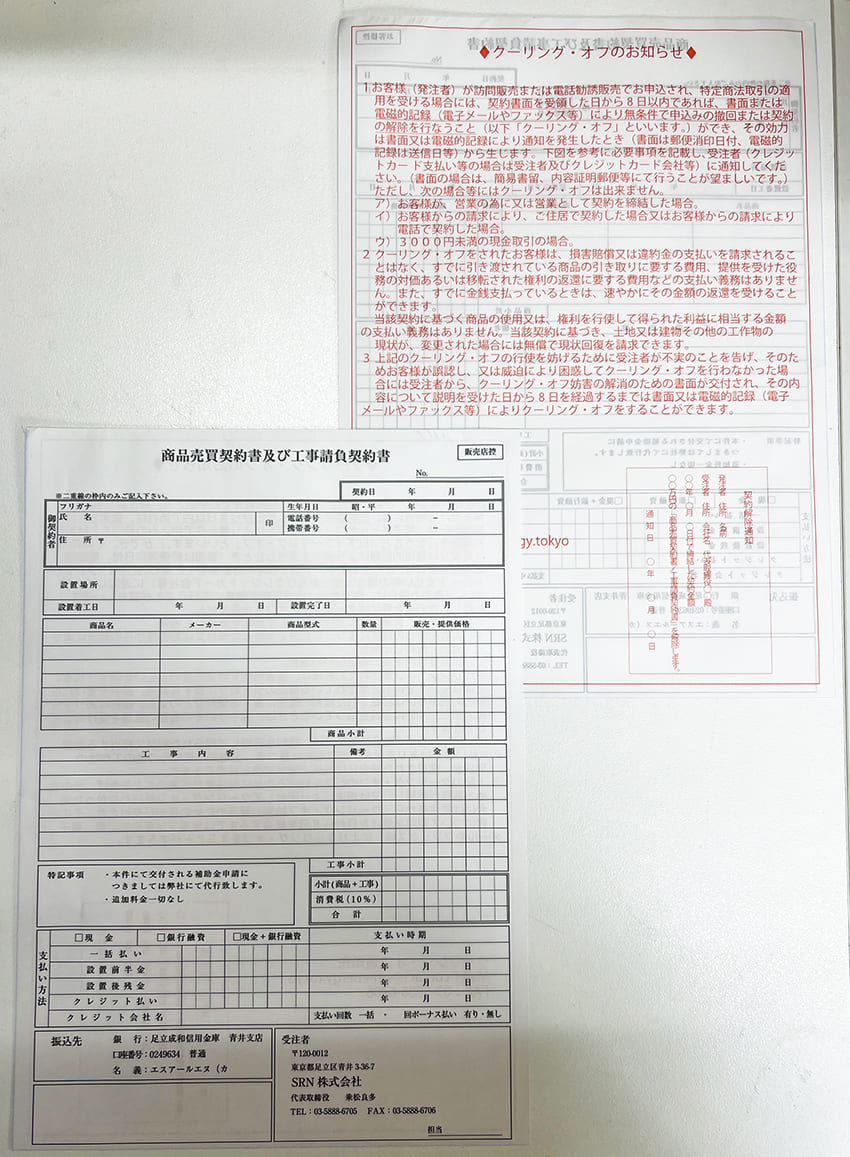 ◆クーリング・オフのお知らせ◆
1 お客様（発注者）が訪問販売または電話勧誘販売でお申込され、特定商法取引の適
用を受ける場合には、契約書面を受領した日から８日以内であれば、書面または
電磁的記録（電子メールやファックス等）により無条件で申込みの撤回または契約
の解除を行なうこと（以下「クーリング・オフ」といいます。）ができ、その効力
は書面又は電磁的記録により通知を発生したとき（書面は郵便消印日付、電磁的
記録は送信日等）から生じます。下図を参考に必要事項を記載し、受注者（クレジッ
トカード支払い等の場合は受注者及びクレジットカード会社等）に通知してくだ
さい。（書面の場合は、簡易書留、内容証明郵便等にて行うことが望ましいです。）
ただし、次の場合等にはクーリング・オフは出来ません。
ア）お客様が、営業の為に又は営業として契約を締結した場合。
イ）お客様からの請求により、ご住居で契約した場合又はお客様からの請求により
電話で契約した場合。
ウ）３０００円未満の現金取引の場合。
2 クーリング・オフをされたお客様は、損害賠償又は違約金の支払いを請求されるこ
とはなく、すでに引き渡されている商品の引き取りに要する費用、提供を受けた役
務の対価あるいは移転された権利の返還に要する費用などの支払い義務はありませ
ん。また、すでに金銭支払っているときは、速やかにその金額の返還を受けること
ができます。
当該契約に基づく商品の使用又は、権利を行使して得られた利益に相当する金額
の支払い義務はありません。当該契約に基づき、土地又は建物その他の工作物の
現状が、変更された場合には無償で現状回復を請求できます。
3 上記のクーリング・オフの行使を妨げるために受注者が不実のことを告げ、そのた
めお客様が誤認し、又は威迫により困惑してクーリング・オフを行わなかった場
合には受注者から、クーリング・オフ妨害の解消のための書面が交付され、その内
容について説明を受けた日から８日を経過するまでは書面又は電磁的記録（電子
メールやファックス等）によりクーリング・オフをすることができます。
契約解除通知
発注者 住所 名前
受注者 住所 会社名 代表取締役〇〇殿
〇〇年〇月〇日付で締結した契約金額
通知日 〇年 〇月 〇日
gy.tokyo
商品売買契約書及び工事請負契約書
販売店控
No.
※二重線の枠内のみご記入下さい。
契約日 年 月 日
御契約者
フリガナ 生年月日 昭・平 年 月 日
氏 名 印 電話番号 （ ） －
携帯番号 （ ） －
住 所 〒
設置場所
設置着工日 年 月 日 設置完了日 年 月 日
商品名 メーカー 商品型式 数量 販売・提供価格
商品小計
工 事 内 容 備考 金 額
工事小計
特記事項 ・本件にて交付される補助金申請に
つきましては弊社にて代行致します。
・追加料金一切なし
小計(商品＋工事)
消費税(10%)
合 計
支払い方法
□現 金 □銀行融資 □現金＋銀行融資 支払い時期
一括払い 年 月 日
設置前半金 年 月 日
設置後残金 年 月 日
クレジット払い 年 月 日
クレジット会社名 支払い回数 一括 ・ 回ボーナス払い 有り・無し
振込先 銀 行：足立成和信用金庫 青井支店
口座番号：0249634 普通
名 義：エスアールエヌ（カ
受注者
〒120-0012
東京都足立区青井 3-36-7
SRN 株式会社
代表取締役 乗松良多
TEL：03-5888-6705 FAX：03-5888-6706
担当